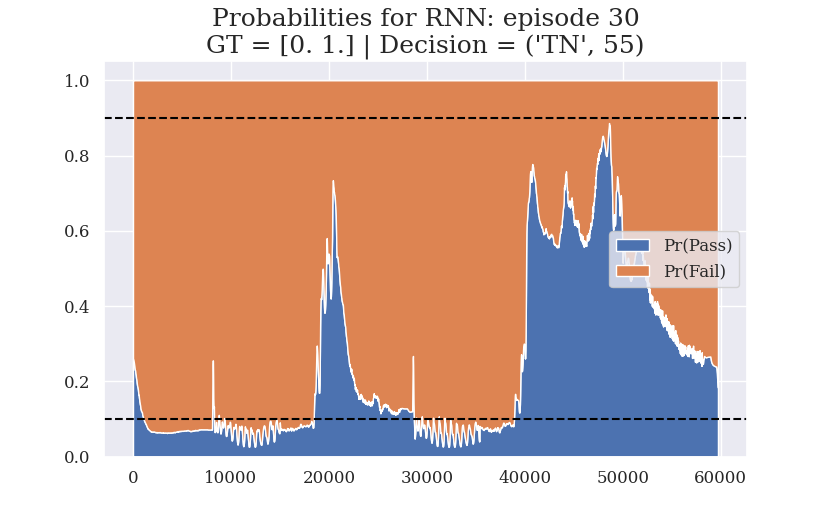 Probabilities for RNN: episode 30
GT = [0. 1.] | Decision = ('TN', 55)
1.0
0.8
0.6
0.4
0.2
0.0
Pr(Pass)
Pr(Fail)
0 10000 20000 30000 40000 50000 60000